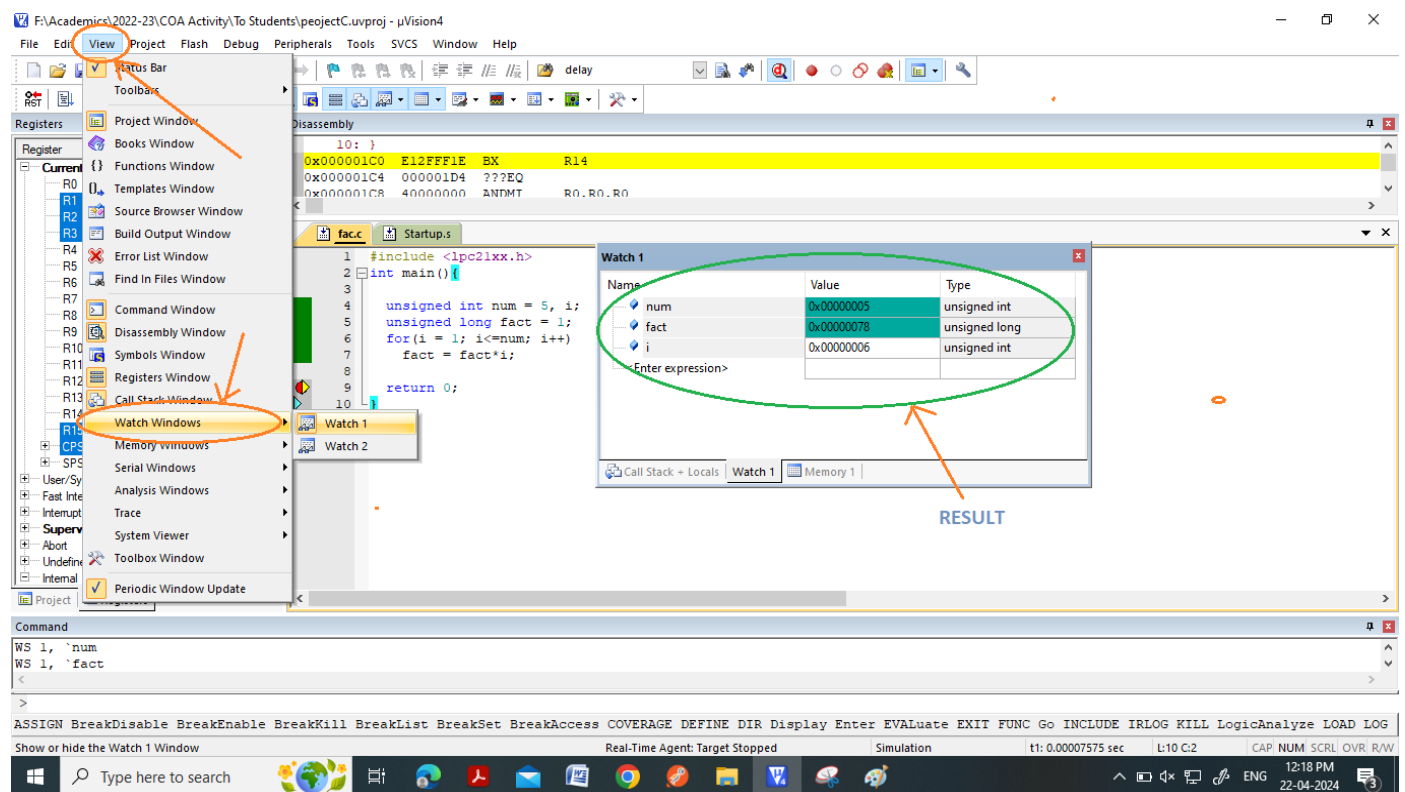 F:\Academics\2022-23\COA Activity\To Students\peojectC.uvproj - µVision4
File Edit View Project Flash Debug Peripherals Tools SVCS Window Help
delay
RST
Registers
Register
Current
R0
R1
R2
R3
R4
R5
R6
R7
R8
R9
R10
R11
R12
R13
R14
R15
CPS
SPS
User/Sy
Fast Inte
Interrupt
Superv
Abort
Undefine
Internal
Project
Registers
Status Bar
Toolbars
Project Window
Books Window
{} Functions Window
Templates Window
Source Browser Window
Build Output Window
Error List Window
Find In Files Window
Command Window
Disassembly Window
Symbols Window
Registers Window
Call Stack Window
Watch Windows
Memory Windows
Serial Windows
Analysis Windows
Trace
System Viewer
Toolbox Window
Periodic Window Update
Watch 1
Watch 2
Disassembly
10: }
0x000001C0 E12FFF1E BX R14
0x000001C4 000001D4 ???EQ
0x000001C8 40000000 ANDMI R0,R0,R0
fac.c Startup.s
1 #include <lpc21xx.h>
2 int main(){
3
4 unsigned int num = 5, i;
5 unsigned long fact = 1;
6 for(i = 1; i<=num; i++)
7 fact = fact*i;
8
9 return 0;
10 }
Watch 1
Name Value Type
num 0x00000005 unsigned int
fact 0x00000078 unsigned long
i 0x00000006 unsigned int
<Enter expression>
Call Stack + Locals Watch 1 Memory 1
RESULT
Command
WS 1, `num
WS 1, `fact
>
ASSIGN BreakDisable BreakEnable BreakKill BreakList BreakSet BreakAccess COVERAGE DEFINE DIR Display Enter EVALuate EXIT FUNC Go INCLUDE IRLOG KILL LogicAnalyze LOAD LOG
Show or hide the Watch 1 Window Real-Time Agent: Target Stopped Simulation t1: 0.00007575 sec L:10 C:2 CAP NUM SCRL OVR R/W
Type here to search
ENG
12:18 PM
22-04-2024
3